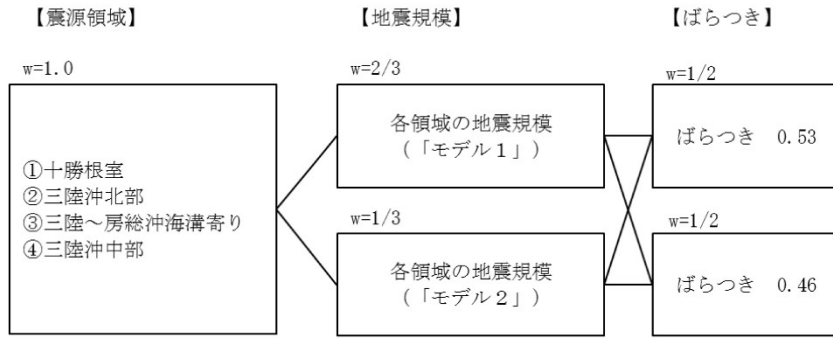 【震源領域】
【地震規模】
【ばらつき】
w=1.0
①十勝根室
②三陸沖北部
③三陸～房総沖海溝寄り
④三陸沖中部
w=2/3
各領域の地震規模
(「モデル１」)
w=1/3
各領域の地震規模
(「モデル２」)
w=1/2
ばらつき 0.53
w=1/2
ばらつき 0.46